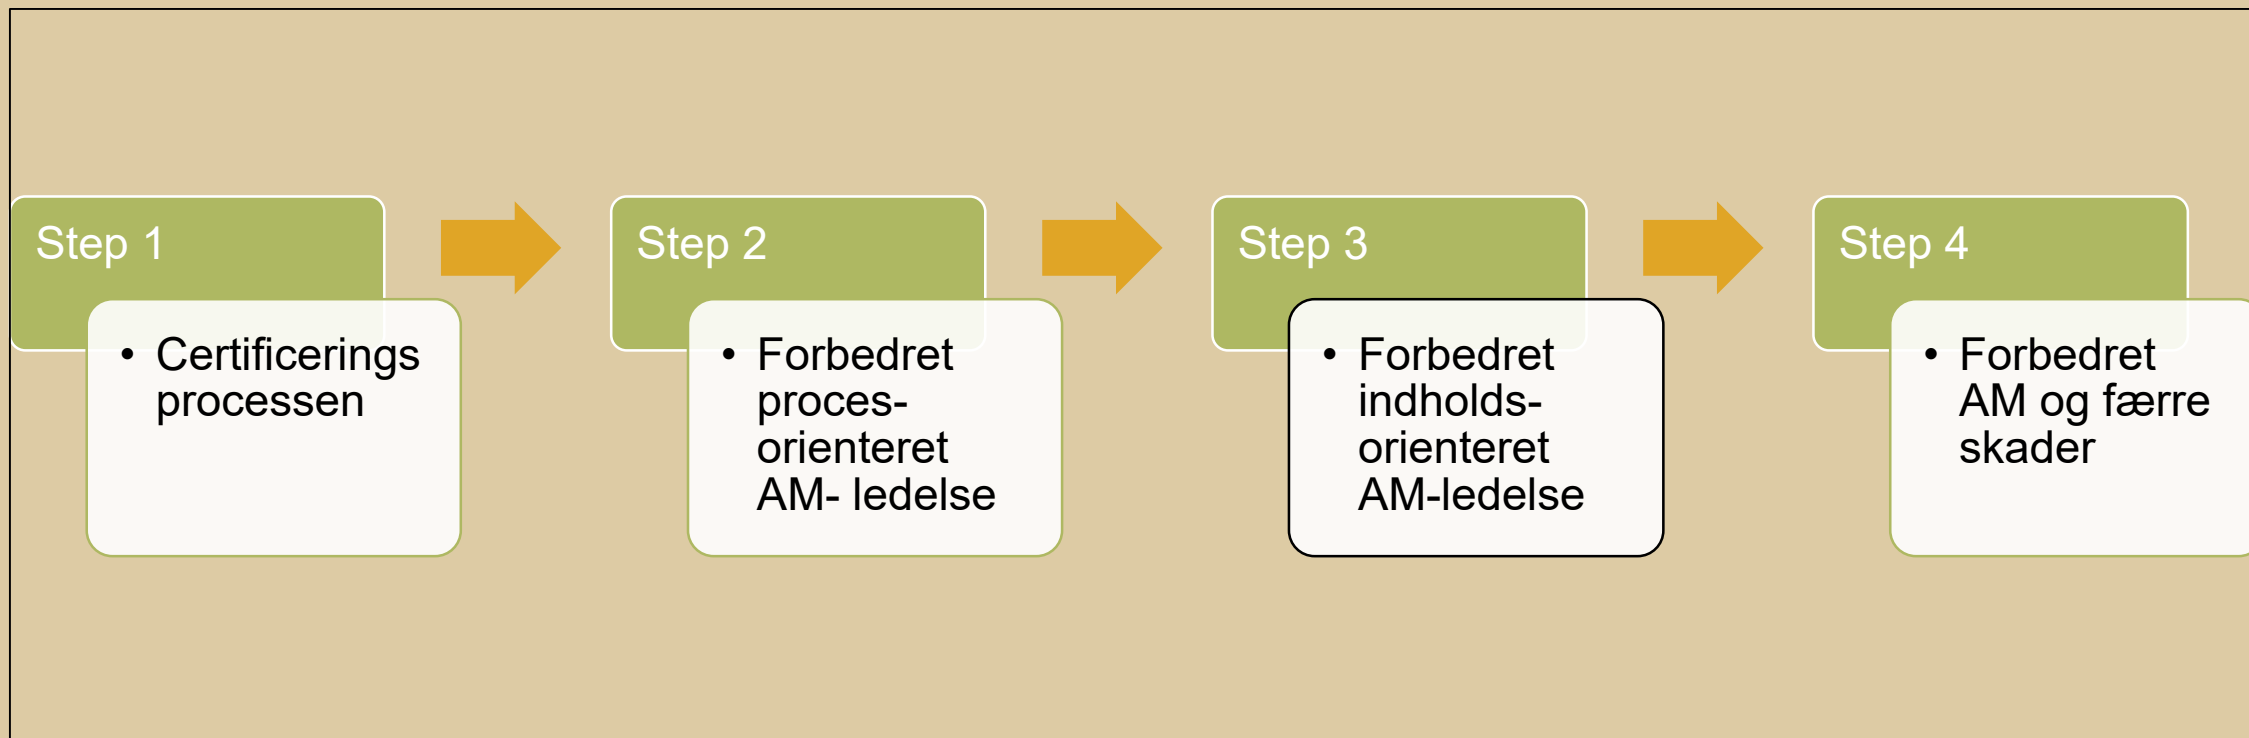 Step 1
• Certificerings
processen
Step 2
• Forbedret
proces-
orienteret
AM- ledelse
Step 3
• Forbedret
indholds-
orienteret
AM-ledelse
Step 4
• Forbedret
AM og færre
skader